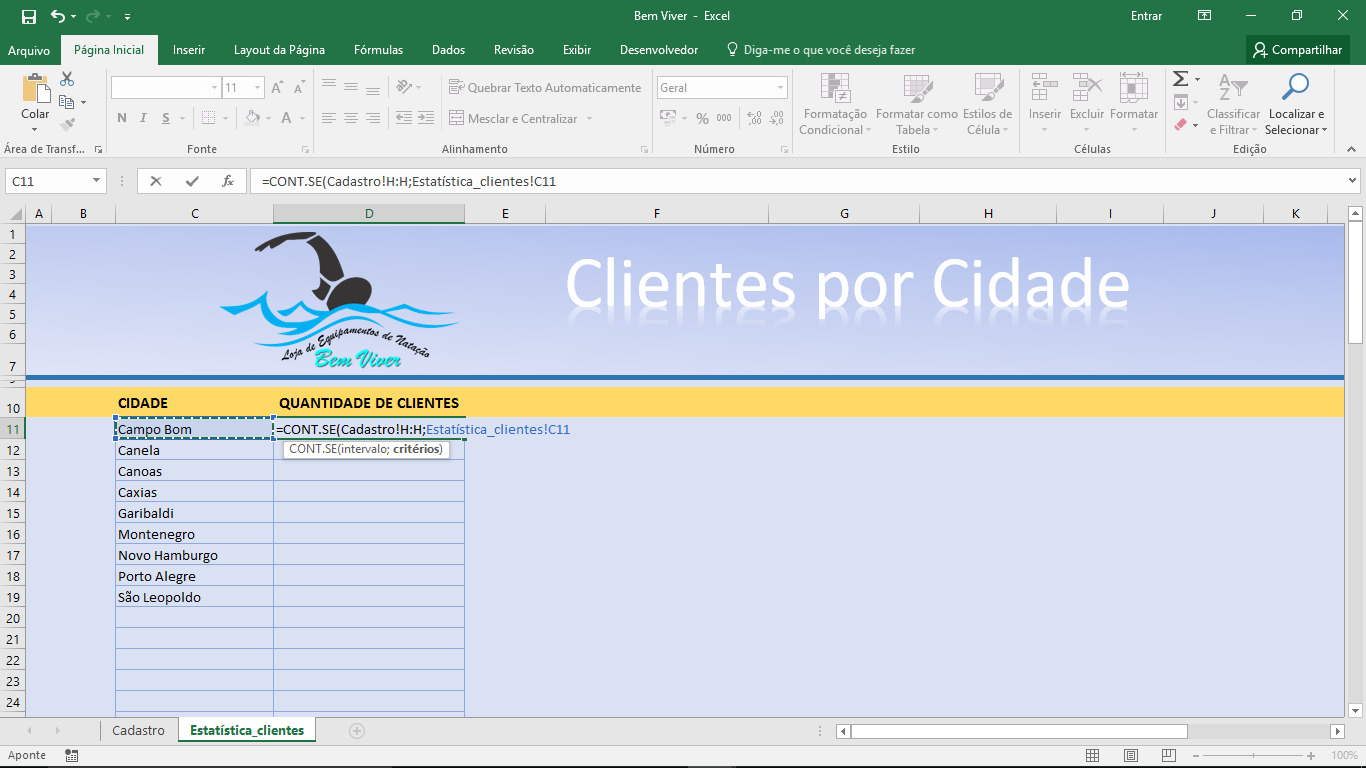 Bem Viver - Excel
Entrar
Arquivo Página Inicial Inserir Layout da Página Fórmulas Dados Revisão Exibir Desenvolvedor Diga-me o que você deseja fazer Compartilhar
11 Quebrar Texto Automaticamente Geral
Colar N I S A Mesclar e Centralizar % 000
Formatação Condicional Formatar como Tabela Estilos de Célula Inserir Excluir Formatar Classificar e Filtrar Localizar e Selecionar
Área de Transf... Fonte Alinhamento Número Estilo Células Edição
C11 fx =CONT.SE(Cadastro!H:H;Estatística_clientes!C11
A B C D E F G H I J K
1
2
3
4
5
6
7
Clientes por Cidade
Loja de Equipamentos de Natação
Bem Viver
10 CIDADE QUANTIDADE DE CLIENTES
11 Campo Bom =CONT.SE(Cadastro!H:H;Estatística_clientes!C11
12 Canela CONT.SE(intervalo; critérios)
13 Canoas
14 Caxias
15 Garibaldi
16 Montenegro
17 Novo Hamburgo
18 Porto Alegre
19 São Leopoldo
20
21
22
23
24
Cadastro Estatística_clientes
Aponte 100%